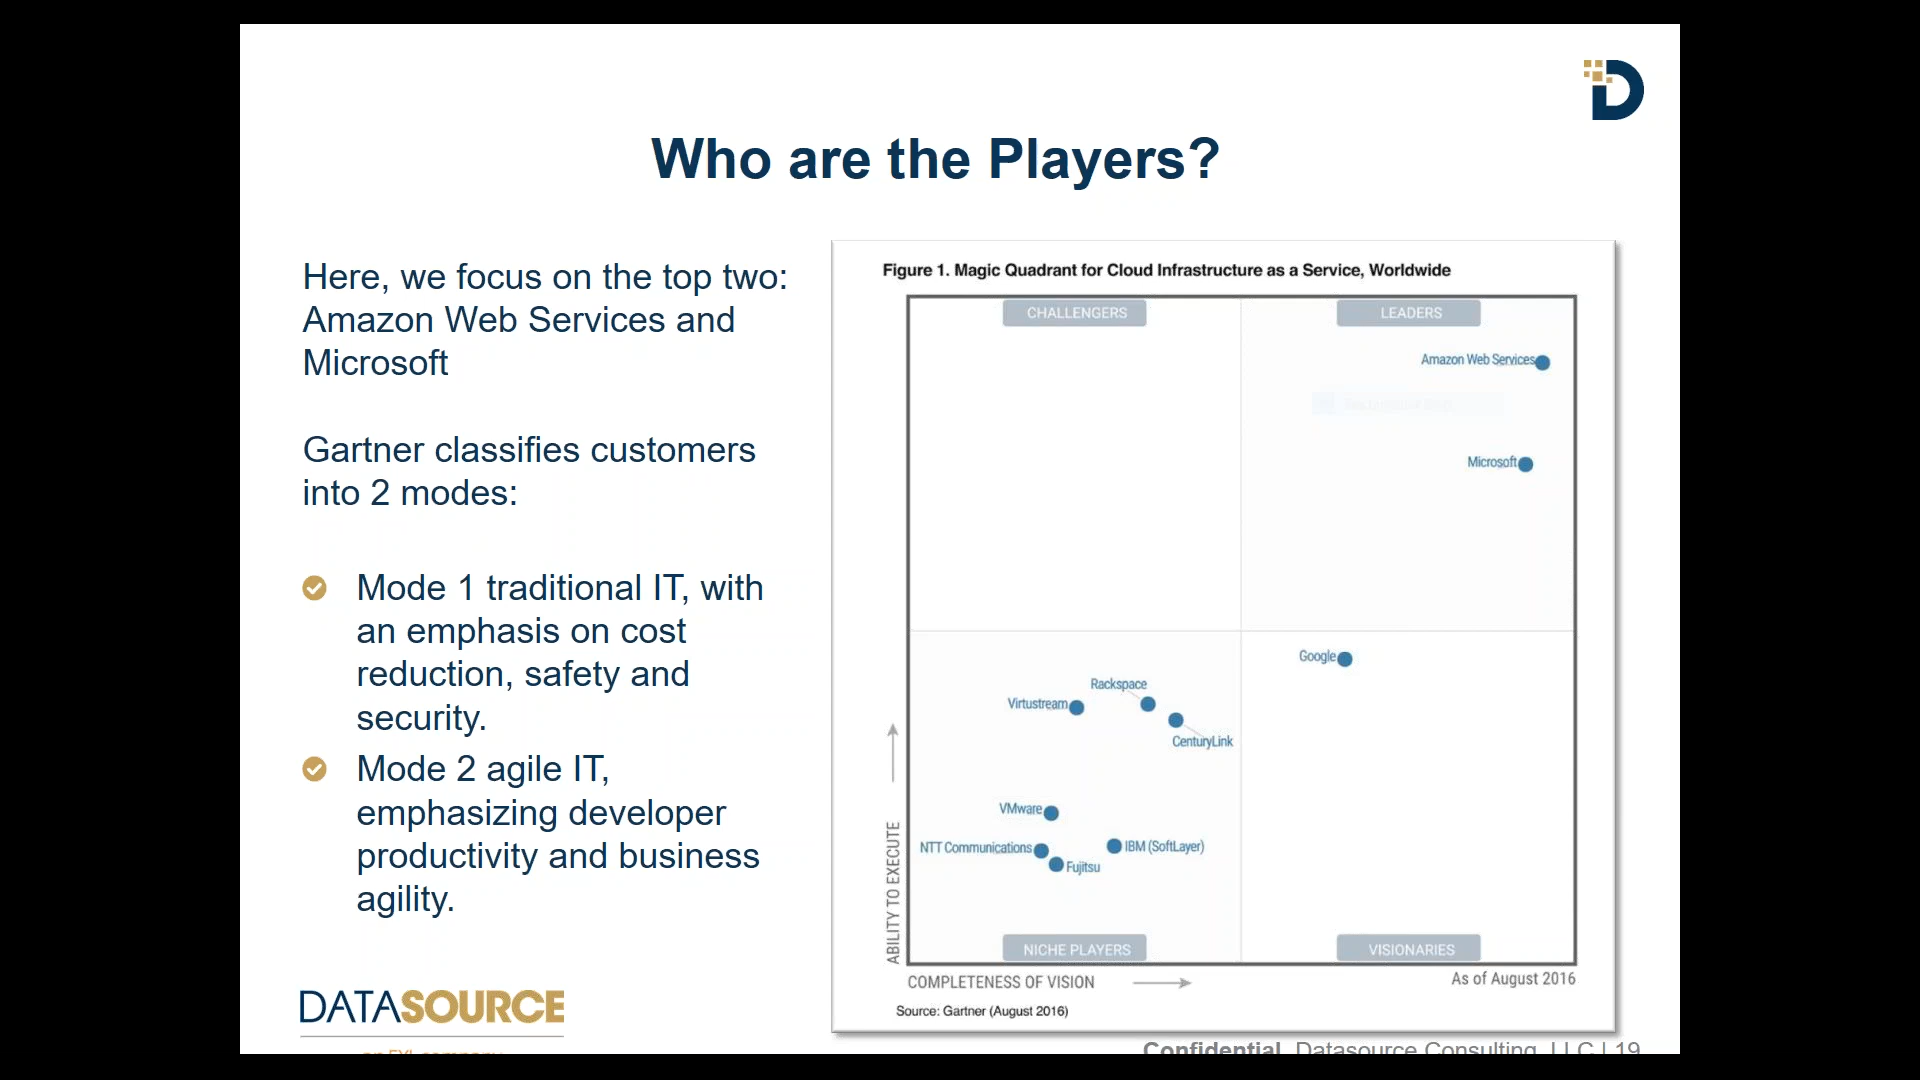 Who are the Players?
Here, we focus on the top two:
Amazon Web Services and
Microsoft
Gartner classifies customers
into 2 modes:
Mode 1 traditional IT, with
an emphasis on cost
reduction, safety and
security.
Mode 2 agile IT,
emphasizing developer
productivity and business
agility.
Figure 1. Magic Quadrant for Cloud Infrastructure as a Service, Worldwide
CHALLENGERS
LEADERS
Amazon Web Services
Microsoft
Google
Rackspace
Virtustream
CenturyLink
VMware
NTT Communications
IBM (SoftLayer)
Fujitsu
ABILITY TO EXECUTE
NICHE PLAYERS
VISIONARIES
COMPLETENESS OF VISION
As of August 2016
Source: Gartner (August 2016)
DATASOURCE
an EXL company
Confidential Datasource Consulting, LLC | 19